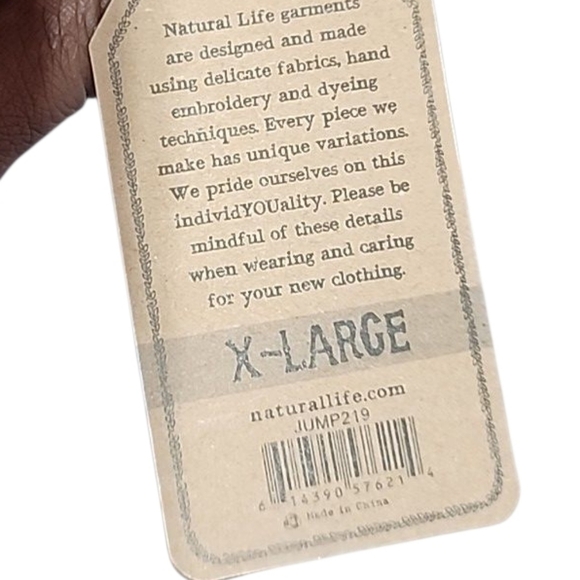 Natural Life garments
are designed and made
using delicate fabrics, hand
embroidery and dyeing
techniques. Every piece we
make has unique variations.
We pride ourselves on this
individYOUality. Please be
mindful of these details
when wearing and caring
for your new clothing.
X-LARGE
naturallife.com
JUMP219
6 14390 57621 4
Made in China